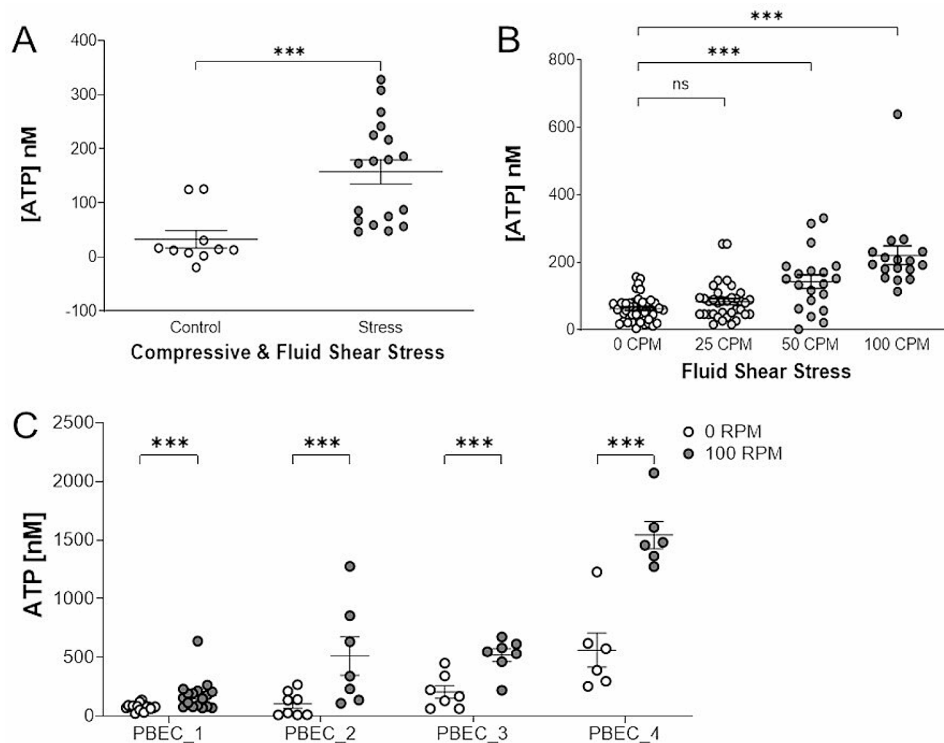 A
***
400
300
200
100
0
-100
[ATP] nM
Control Stress
Compressive & Fluid Shear Stress
B
***
***
ns
800
600
400
200
0
[ATP] nM
0 CPM 25 CPM 50 CPM 100 CPM
Fluid Shear Stress
C
*** *** *** ***
0 RPM
100 RPM
2500
2000
1500
1000
500
0
ATP [nM]
PBEC_1 PBEC_2 PBEC_3 PBEC_4